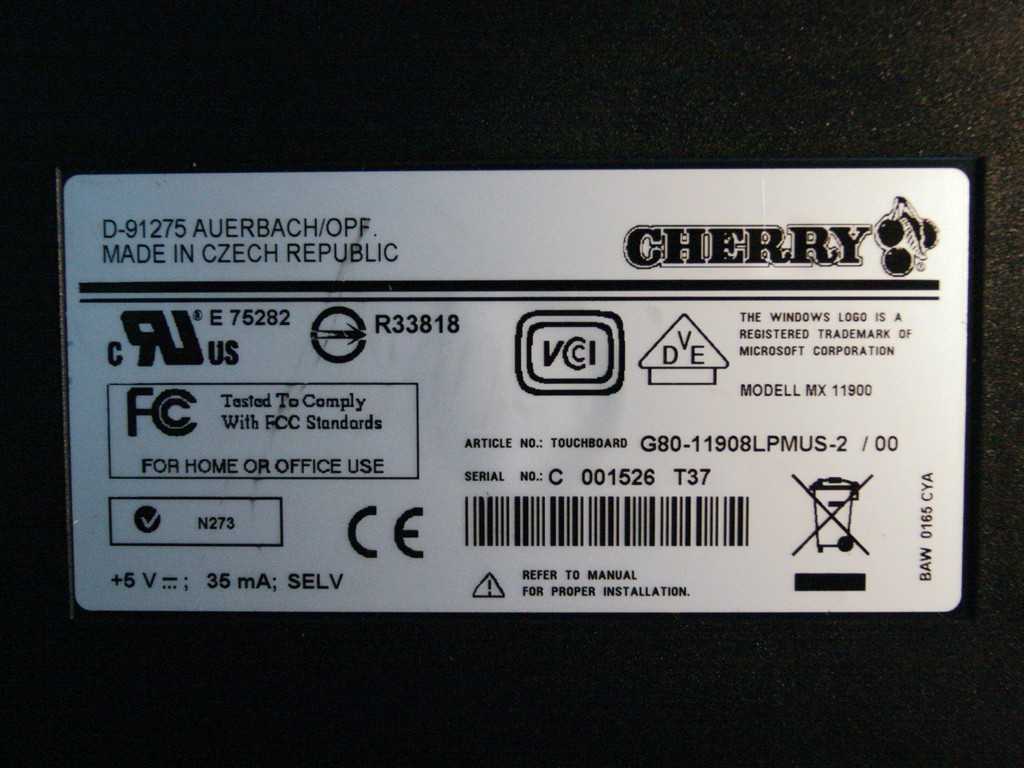 D-91275 AUERBACH/OPF.
MADE IN CZECH REPUBLIC
CHERRY
®
C RU US ® E 75282
R33818
VCCI
DVE
THE WINDOWS LOGO IS A
REGISTERED TRADEMARK OF
MICROSOFT CORPORATION
MODELL MX 11900
FC Tested To Comply
With FCC Standards
FOR HOME OR OFFICE USE
ARTICLE NO.: TOUCHBOARD G80-11908LPMUS-2 / 00
SERIAL NO.: C 001526 T37
N273
CE
BAW 0165 CYA
+5 V ⎓; 35 mA; SELV
REFER TO MANUAL
FOR PROPER INSTALLATION.